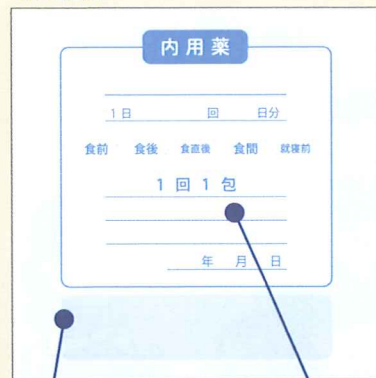 内用薬
1日 回 日分
食前 食後 食直後 食間 就寝前
1回1包
年 月 日